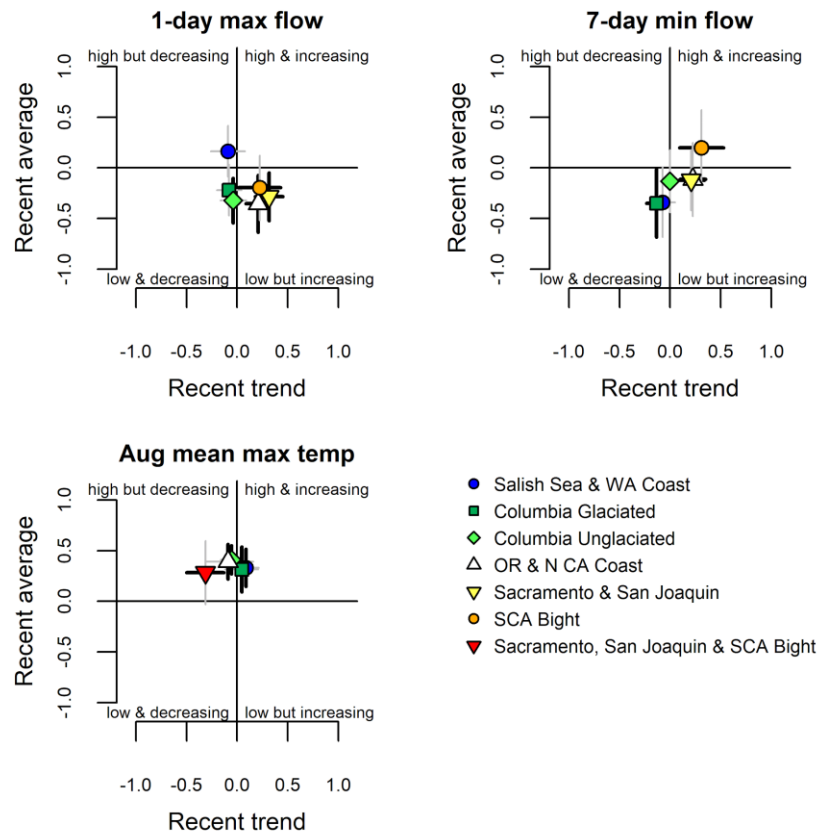 1-day max flow
high but decreasing
high & increasing
Recent average
1.0
0.5
0.0
-0.5
-1.0
low & decreasing
low but increasing
-1.0 -0.5 0.0 0.5 1.0
Recent trend
7-day min flow
high but decreasing
high & increasing
Recent average
1.0
0.5
0.0
-0.5
-1.0
low & decreasing
low but increasing
-1.0 -0.5 0.0 0.5 1.0
Recent trend
Aug mean max temp
high but decreasing
high & increasing
Recent average
1.0
0.5
0.0
-0.5
-1.0
low & decreasing
low but increasing
-1.0 -0.5 0.0 0.5 1.0
Recent trend
Salish Sea & WA Coast
Columbia Glaciated
Columbia Unglaciated
OR & N CA Coast
Sacramento & San Joaquin
SCA Bight
Sacramento, San Joaquin & SCA Bight